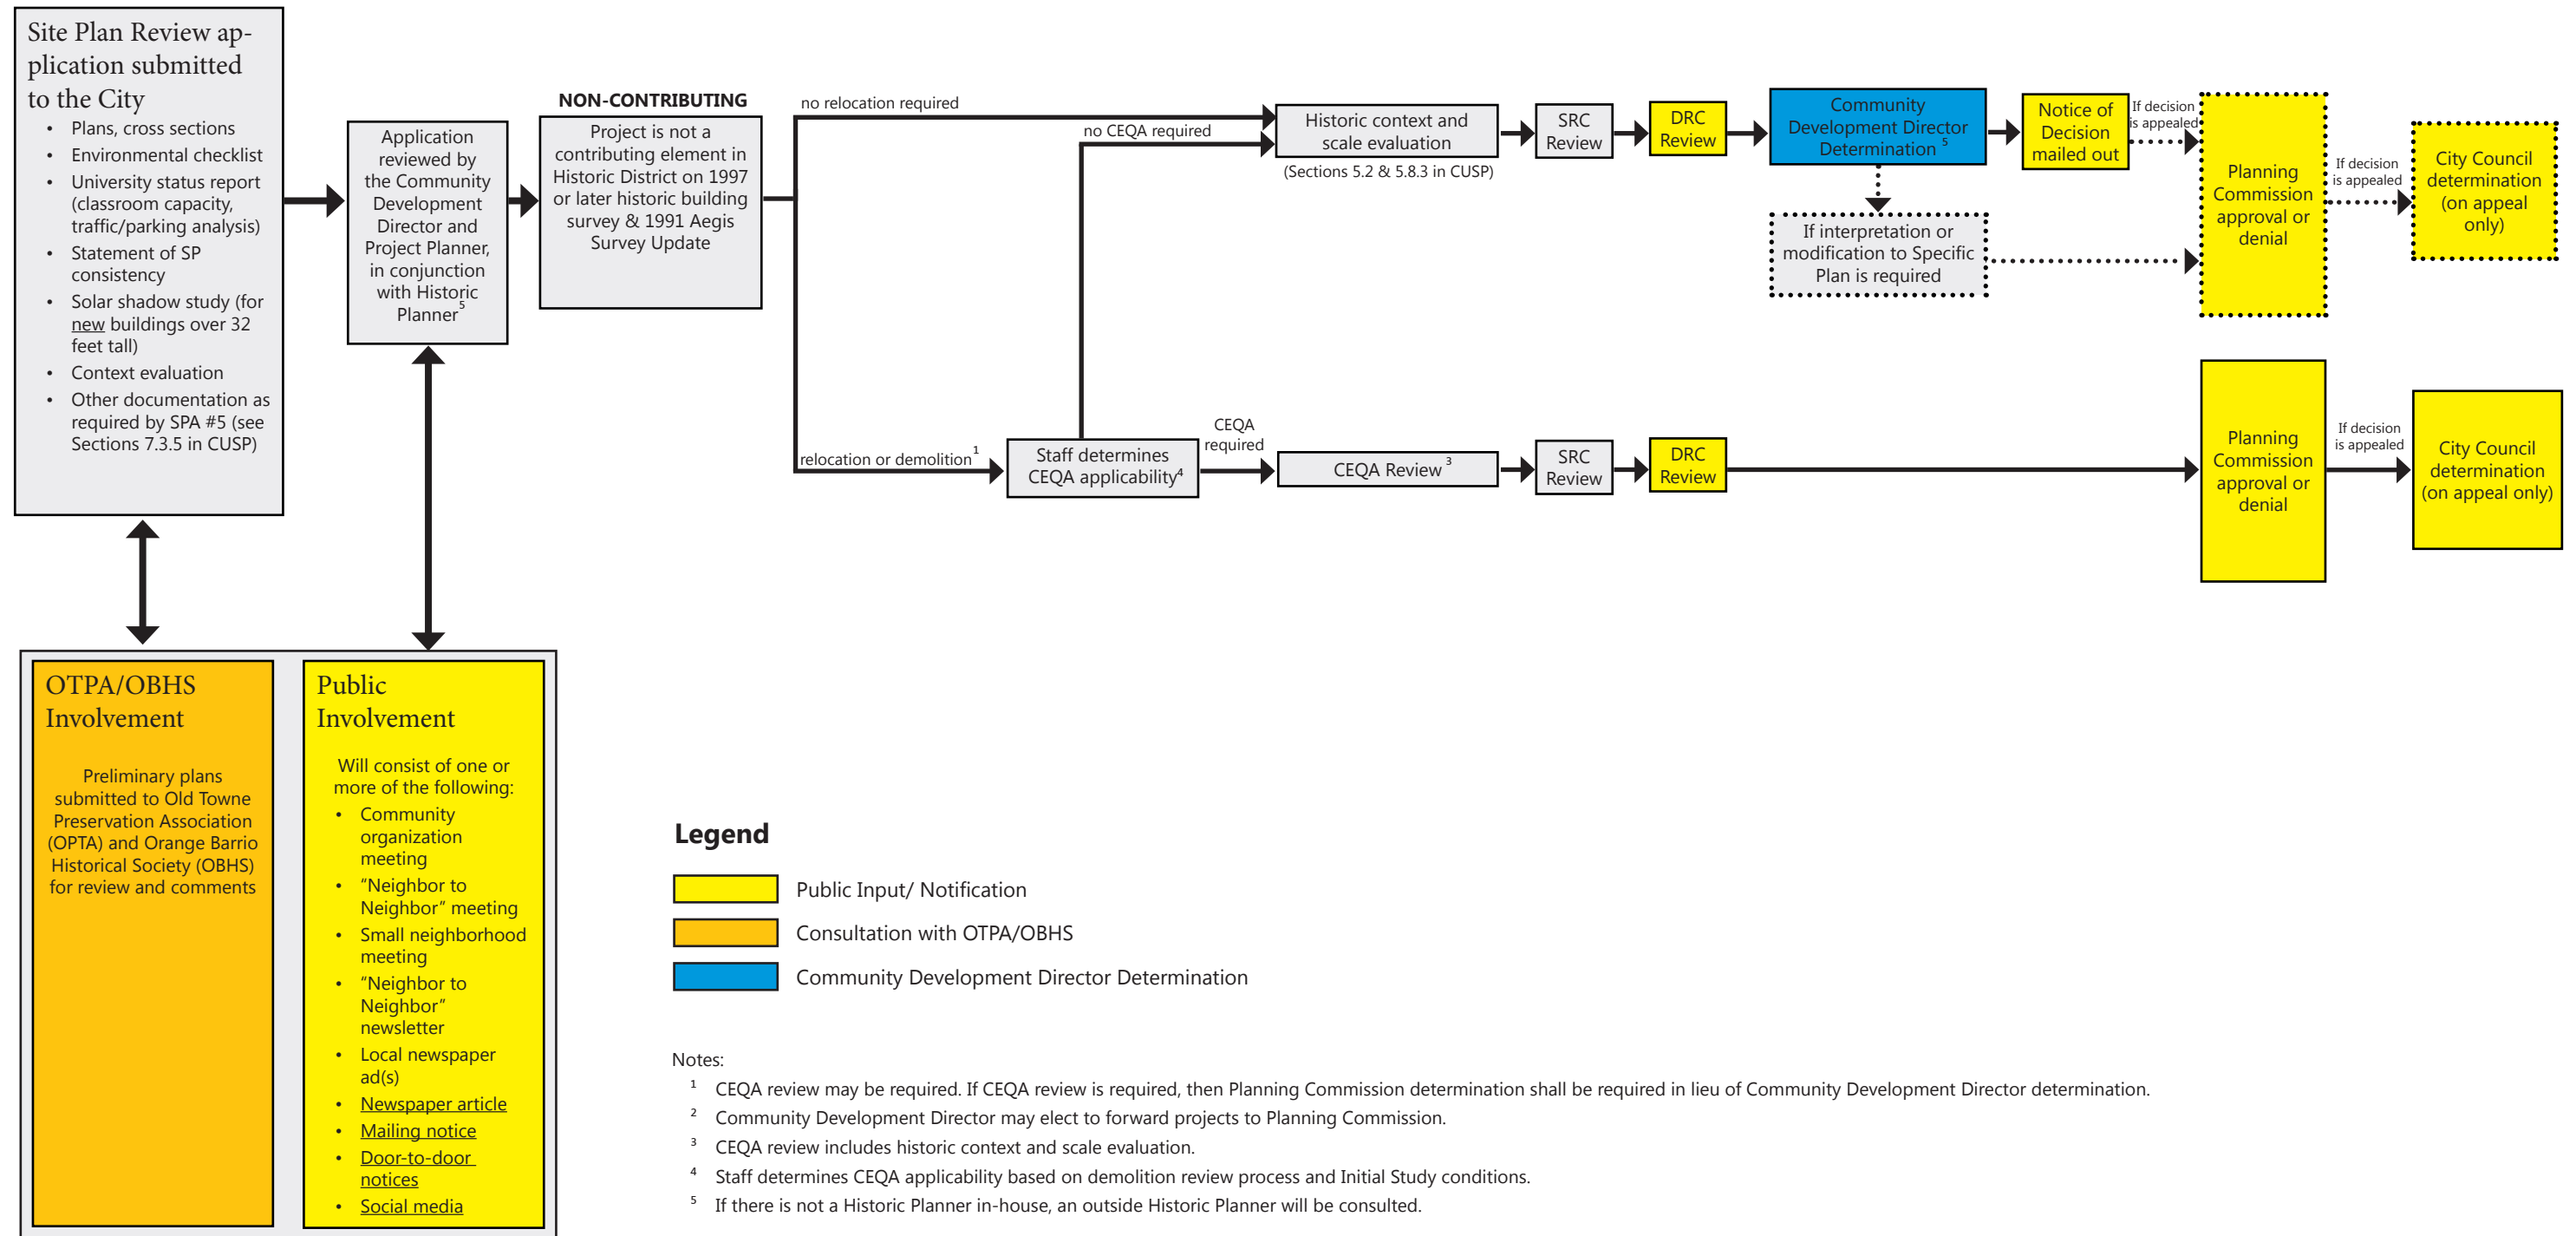 Site Plan Review ap-
plication submitted
to the City
• Plans, cross sections
• Environmental checklist
• University status report
(classroom capacity,
traffic/parking analysis)
• Statement of SP
consistency
• Solar shadow study (for
new buildings over 32
feet tall)
• Context evaluation
• Other documentation as
required by SPA #5 (see
Sections 7.3.5 in CUSP)
Application
reviewed by
the Community
Development
Director and
Project Planner,
in conjunction
with Historic
Planner5
NON-CONTRIBUTING
Project is not a
contributing element in
Historic District on 1997
or later historic building
survey & 1991 Aegis
Survey Update
no relocation required
no CEQA required
Historic context and
scale evaluation
(Sections 5.2 & 5.8.3 in CUSP)
SRC
Review
DRC
Review
Community
Development Director
Determination 5
Notice of
Decision
mailed out
If decision
is appealed
Planning
Commission
approval or
denial
If decision
is appealed
City Council
determination
(on appeal
only)
If interpretation or
modification to Specific
Plan is required
relocation or demolition1
Staff determines
CEQA applicability4
CEQA
required
CEQA Review 3
SRC
Review
DRC
Review
Planning
Commission
approval or
denial
If decision
is appealed
City Council
determination
(on appeal only)
OTPA/OBHS
Involvement
Preliminary plans
submitted to Old Towne
Preservation Association
(OPTA) and Orange Barrio
Historical Society (OBHS)
for review and comments
Public
Involvement
Will consist of one or
more of the following:
• Community
organization
meeting
• “Neighbor to
Neighbor” meeting
• Small neighborhood
meeting
• “Neighbor to
Neighbor”
newsletter
• Local newspaper
ad(s)
• Newspaper article
• Mailing notice
• Door-to-door
notices
• Social media
Legend
Public Input/ Notification
Consultation with OTPA/OBHS
Community Development Director Determination
Notes:
1 CEQA review may be required. If CEQA review is required, then Planning Commission determination shall be required in lieu of Community Development Director determination.
2 Community Development Director may elect to forward projects to Planning Commission.
3 CEQA review includes historic context and scale evaluation.
4 Staff determines CEQA applicability based on demolition review process and Initial Study conditions.
5 If there is not a Historic Planner in-house, an outside Historic Planner will be consulted.